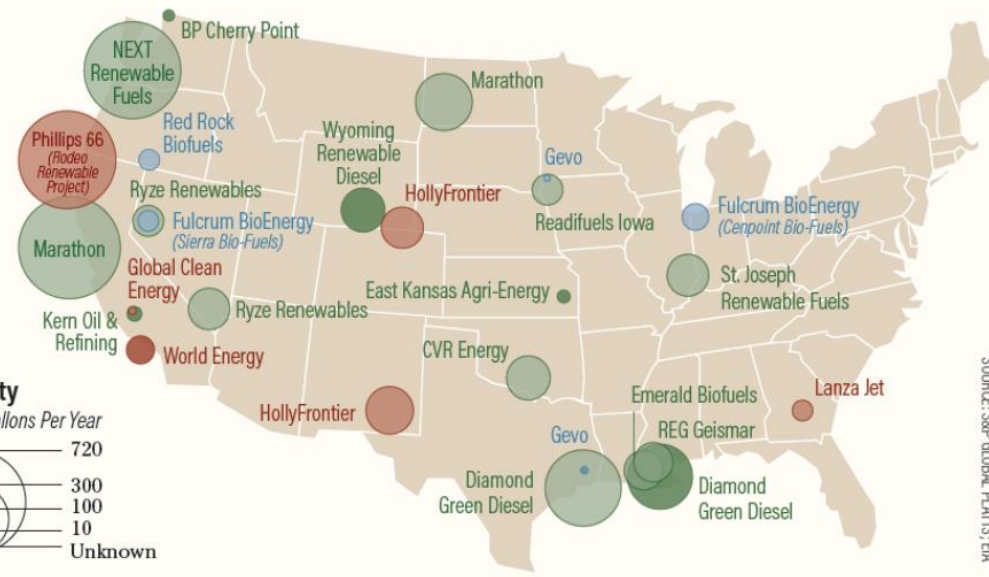 BP Cherry Point
NEXT
Renewable
Fuels
Marathon
Phillips 66
(Rodeo
Renewable
Project)
Red Rock
Biofuels
Wyoming
Renewable
Diesel
Gevo
Ryze Renewables
HollyFrontier
Fulcrum BioEnergy
(Sierra Bio-Fuels)
Readifuels Iowa
Fulcrum BioEnergy
(Cenpoint Bio-Fuels)
Marathon
Global Clean
Energy
East Kansas Agri-Energy
St. Joseph
Renewable Fuels
Kern Oil &
Refining
Ryze Renewables
World Energy
CVR Energy
Emerald Biofuels
Lanza Jet
HollyFrontier
REG Geismar
Gevo
Diamond
Green Diesel
Diamond
Green Diesel
ty
llons Per Year
720
300
100
10
Unknown
SOURCE: S&P GLOBAL PLATTS; EIA